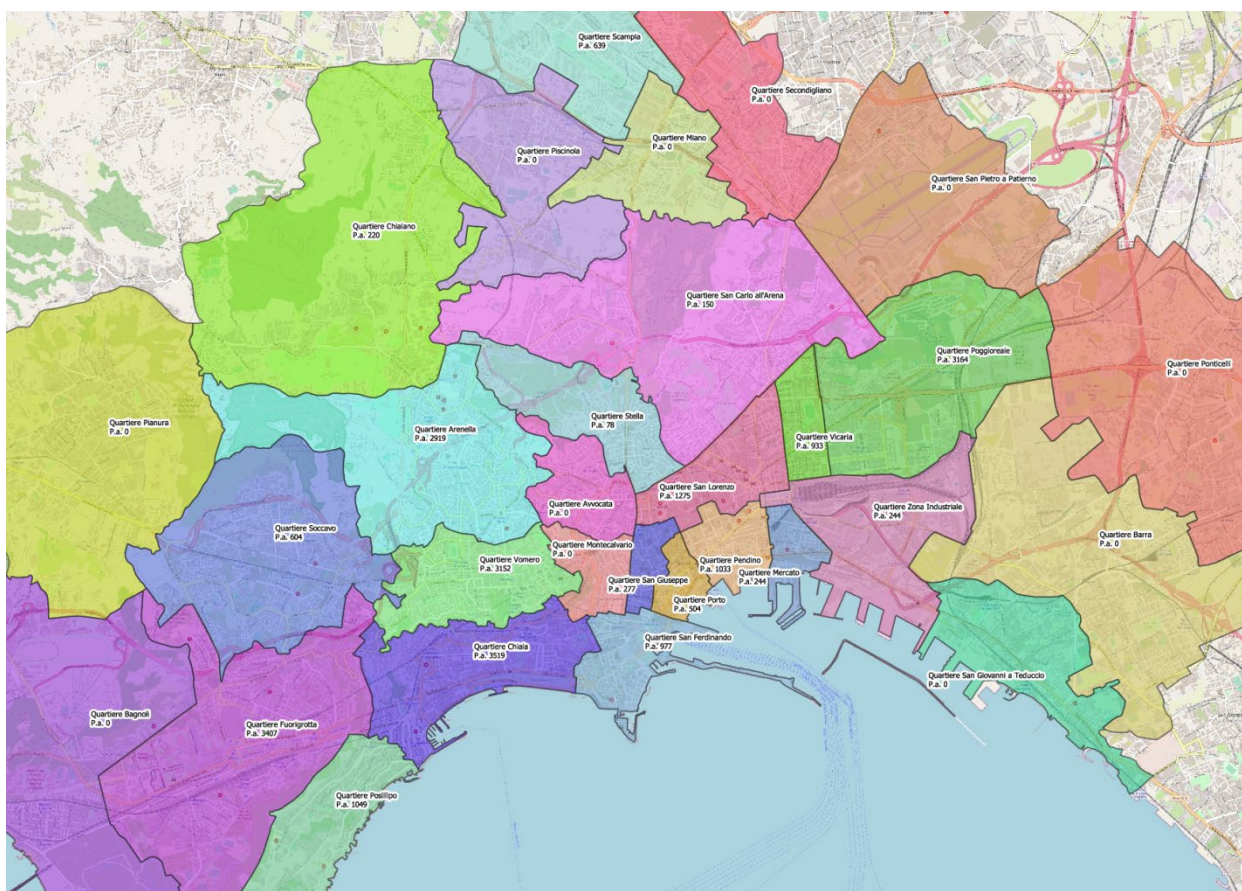 Quartiere Scampia
P.a. 639
Quartiere Secondigliano
P.a. 0
Quartiere Miano
P.a. 0
Quartiere Piscinola
P.a. 0
Quartiere San Pietro a Patierno
P.a. 0
Quartiere Chiaiano
P.a. 220
Quartiere San Carlo all'Arena
P.a. 150
Quartiere Poggioreale
P.a. 3164
Quartiere Ponticelli
P.a. 0
Quartiere Pianura
P.a. 0
Quartiere Arenella
P.a. 2919
Quartiere Stella
P.a. 78
Quartiere Vicaria
P.a. 933
Quartiere San Lorenzo
P.a. 1275
Quartiere Avvocata
P.a. 0
Quartiere Zona Industriale
P.a. 244
Quartiere Soccavo
P.a. 604
Quartiere Barra
P.a. 0
Quartiere Montecalvario
P.a. 0
Quartiere Vomero
P.a. 3152
Quartiere Pendino
P.a. 1033
Quartiere Mercato
P.a. 244
Quartiere San Giuseppe
P.a. 277
Quartiere Porto
P.a. 504
Quartiere San Ferdinando
P.a. 977
Quartiere Chiaia
P.a. 3519
Quartiere San Giovanni a Teduccio
P.a. 0
Quartiere Bagnoli
P.a. 0
Quartiere Fuorigrotta
P.a. 3407
Quartiere Posillipo
P.a. 1049